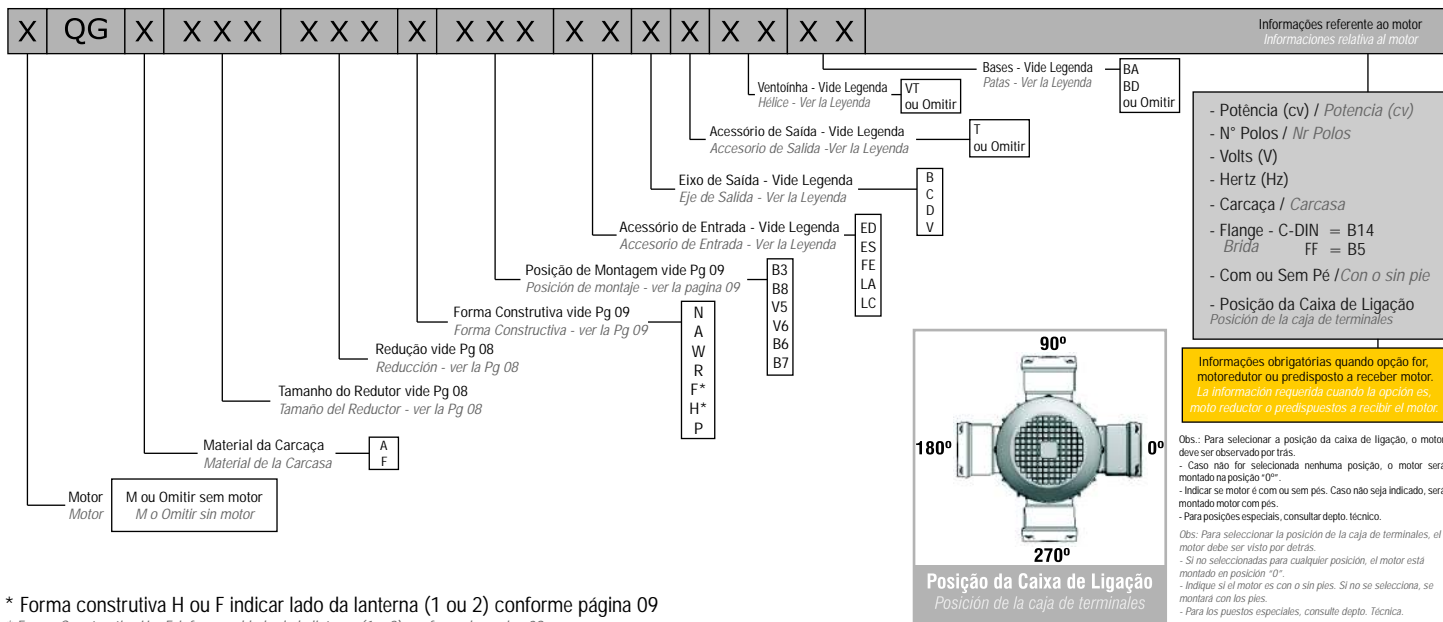 X QG X X X X X X X X X X X X X X X X X X X
Informações referente ao motor
Informaciones relativa al motor
Bases - Vide Legenda
Patas - Ver la Leyenda
BA
BD
ou Omitir
Ventoínha - Vide Legenda
Hélice - Ver la Leyenda
VT
ou Omitir
Acessório de Saída - Vide Legenda
Accesorio de Salida -Ver la Leyenda
T
ou Omitir
Eixo de Saída - Vide Legenda
Eje de Salida - Ver la Leyenda
B
C
D
V
Acessório de Entrada - Vide Legenda
Accesorio de Entrada - Ver la Leyenda
ED
ES
FE
LA
LC
Posição de Montagem vide Pg 09
Posición de montaje - ver la pagina 09
B3
B8
V5
V6
B6
B7
Forma Construtiva vide Pg 09
Forma Constructiva - ver la Pg 09
N
A
W
R
F*
H*
P
Redução vide Pg 08
Reducción - ver la Pg 08
Tamanho do Redutor vide Pg 08
Tamaño del Reductor - ver la Pg 08
Material da Carcaça
Material de la Carcasa
A
F
Motor
Motor
M ou Omitir sem motor
M o Omitir sin motor
- Potência (cv) / Potencia (cv)
- N° Polos / Nr Polos
- Volts (V)
- Hertz (Hz)
- Carcaça / Carcasa
- Flange - C-DIN = B14
Brida FF = B5
- Com ou Sem Pé /Con o sin pie
- Posição da Caixa de Ligação
Posición de la caja de terminales
Informações obrigatórias quando opção for,
motoredutor ou predisposto a receber motor.
La información requerida cuando la opción es,
moto reductor o predispuestos a recibir el motor.
90º
180º
0º
270º
Posição da Caixa de Ligação
Posición de la caja de terminales
Obs.: Para selecionar a posição da caixa de ligação, o motor
deve ser observado por trás.
- Caso não for selecionada nenhuma posição, o motor será
montado na posição "0º".
- Indicar se motor é com ou sem pés. Caso não seja indicado, será
montado motor com pés.
- Para posições especiais, consultar depto. técnico.
Obs: Para seleccionar la posición de la caja de terminales, el
motor debe ser visto por detrás.
- Si no seleccionadas para cualquier posición, el motor está
montado en posición "0".
- Indique si el motor es con o sin pies. Si no se selecciona, se
montará con los pies.
- Para los puestos especiales, consulte depto. Técnica.
* Forma construtiva H ou F indicar lado da lanterna (1 ou 2) conforme página 09